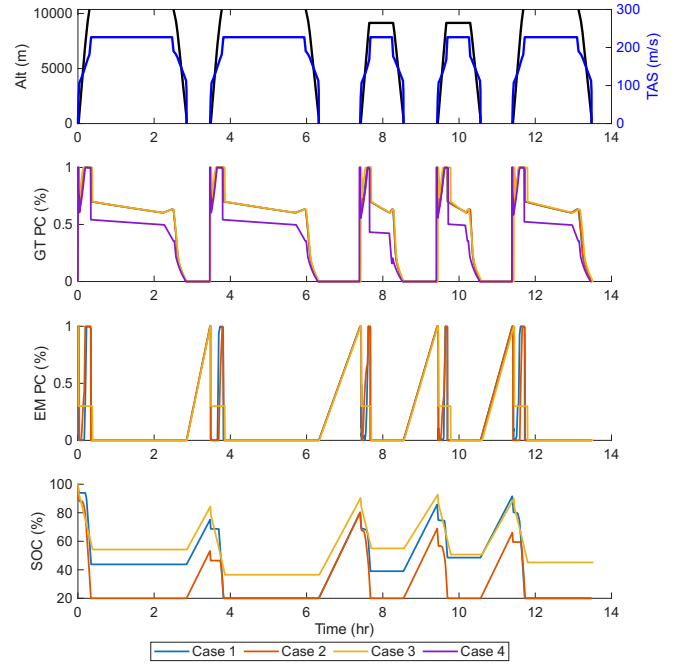 10000
5000
0
Alt (m)
300
200
100
0
TAS (m/s)
0 2 4 6 8 10 12 14
1
0.5
0
GT PC (%)
0 2 4 6 8 10 12 14
1
0.5
0
EM PC (%)
0 2 4 6 8 10 12 14
100
80
60
40
20
SOC (%)
0 2 4 6 8 10 12 14
Time (hr)
Case 1 Case 2 Case 3 Case 4